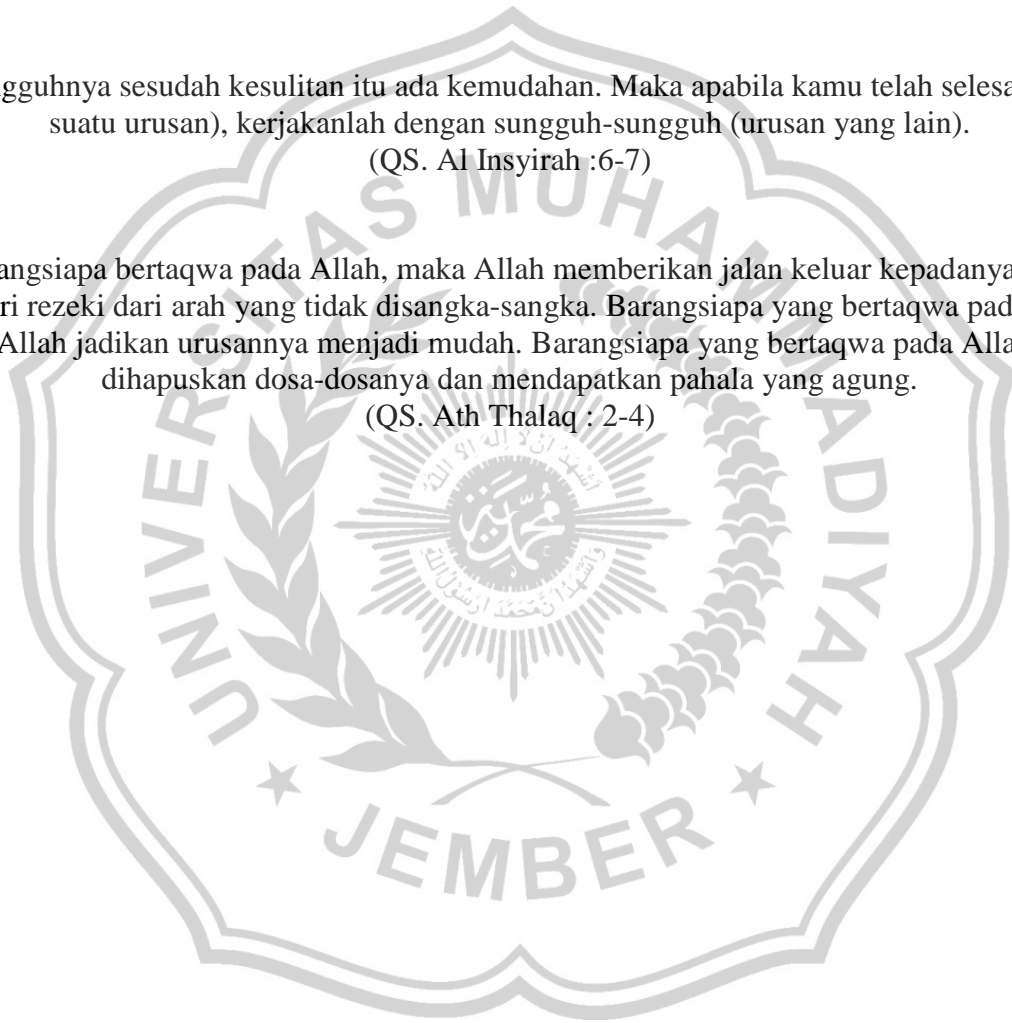 gguhnya sesudah kesulitan itu ada kemudahan. Maka apabila kamu telah selesa
suatu urusan), kerjakanlah dengan sungguh-sungguh (urusan yang lain).
(QS. Al Insyirah :6-7)
angsiapa bertaqwa pada Allah, maka Allah memberikan jalan keluar kepadanya
ri rezeki dari arah yang tidak disangka-sangka. Barangsiapa yang bertaqwa pad
Allah jadikan urusannya menjadi mudah. Barangsiapa yang bertaqwa pada Alla
dihapuskan dosa-dosanya dan mendapatkan pahala yang agung.
(QS. Ath Thalaq : 2-4)
UNIVERSITAS MUHAMMADIYAH
JEMBER